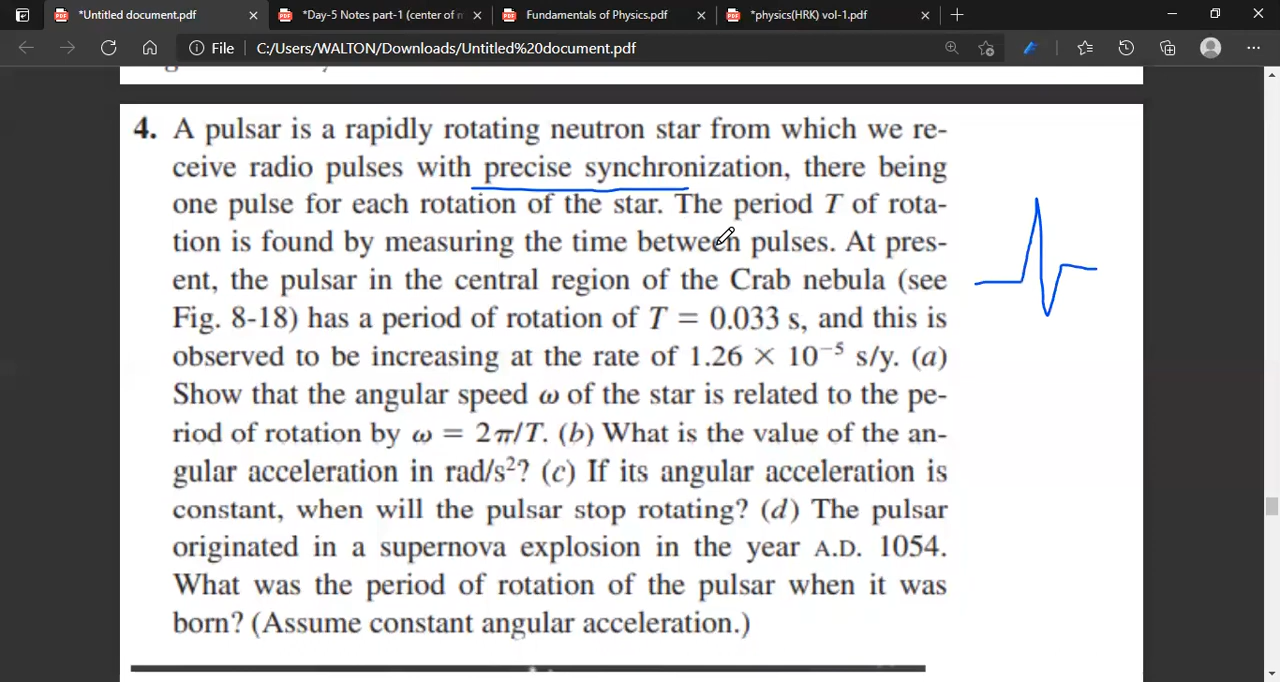 *Untitled document.pdf
*Day-5 Notes part-1 (center of m
Fundamentals of Physics.pdf
*physics(HRK) vol-1.pdf
File
C:/Users/WALTON/Downloads/Untitled%20document.pdf
4. A pulsar is a rapidly rotating neutron star from which we re-
ceive radio pulses with precise synchronization, there being
one pulse for each rotation of the star. The period T of rota-
tion is found by measuring the time between pulses. At pres-
ent, the pulsar in the central region of the Crab nebula (see
Fig. 8-18) has a period of rotation of T = 0.033 s, and this is
observed to be increasing at the rate of 1.26 × 10⁻⁵ s/y. (a)
Show that the angular speed ω of the star is related to the pe-
riod of rotation by ω = 2π/T. (b) What is the value of the an-
gular acceleration in rad/s²? (c) If its angular acceleration is
constant, when will the pulsar stop rotating? (d) The pulsar
originated in a supernova explosion in the year A.D. 1054.
What was the period of rotation of the pulsar when it was
born? (Assume constant angular acceleration.)